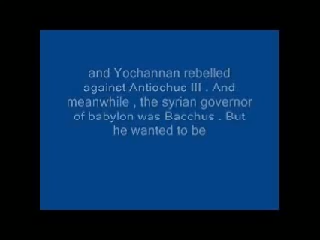 and Yochannan rebelled
against Antiochuc III . And
meanwhile , the syrian governor
of babylon was Bacchus . But
he wanted to be